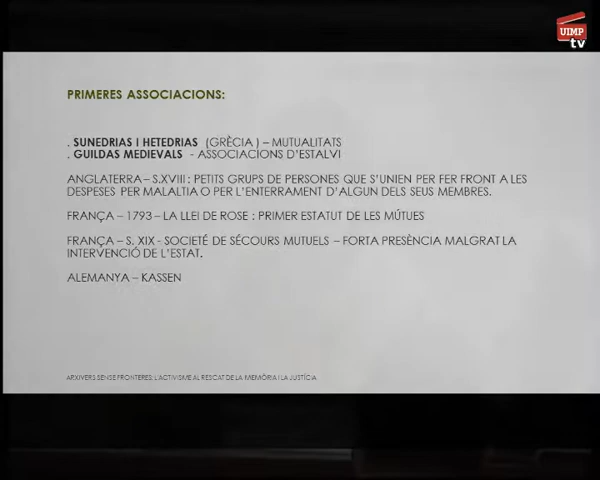 UIMP
tv
PRIMERES ASSOCIACIONS:
. SUNEDRIAS I HETEDRIAS (GRÈCIA ) – MUTUALITATS
. GUILDAS MEDIEVALS - ASSOCIACIONS D'ESTALVI
ANGLATERRA – S.XVIII : PETITS GRUPS DE PERSONES QUE S'UNIEN PER FER FRONT A LES
DESPESES PER MALALTIA O PER L'ENTERRAMENT D'ALGUN DELS SEUS MEMBRES.
FRANÇA – 1793 – LA LLEI DE ROSE : PRIMER ESTATUT DE LES MÚTUES
FRANÇA – S. XIX - SOCIETÉ DE SÉCOURS MUTUELS – FORTA PRESÈNCIA MALGRAT LA
INTERVENCIÓ DE L'ESTAT.
ALEMANYA – KASSEN
ARXIVERS SENSE FRONTERES: L'ACTIVISME AL RESCAT DE LA MEMÒRIA I LA JUSTÍCIA